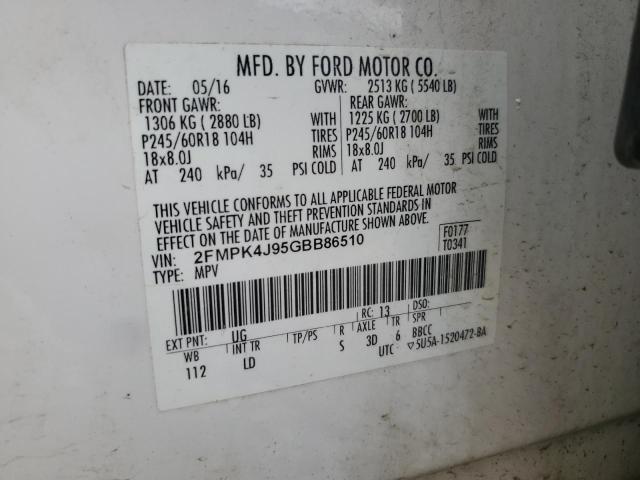 MFD. BY FORD MOTOR CO.
DATE: 05/16 GVWR: 2513 KG ( 5540 LB)
FRONT GAWR: REAR GAWR:
1306 KG ( 2880 LB) WITH 1225 KG ( 2700 LB) WITH
P245/60R18 104H TIRES P245/60R18 104H TIRES
18x8.0J RIMS 18x8.0J RIMS
AT 240 kPa/ 35 PSI COLD AT 240 kPa/ 35 PSI COLD
THIS VEHICLE CONFORMS TO ALL APPLICABLE FEDERAL MOTOR
VEHICLE SAFETY AND THEFT PREVENTION STANDARDS IN
EFFECT ON THE DATE OF MANUFACTURE SHOWN ABOVE.
VIN: 2FMPK4J95GBB86510 F0177
TYPE: MPV T0341
EXT PNT: UG RC: 13 DSO:
WB INT TR TP/PS R AXLE TR SPR
112 LD S 3D 6 BBCC
UTC ▽5U5A-1520472-BA